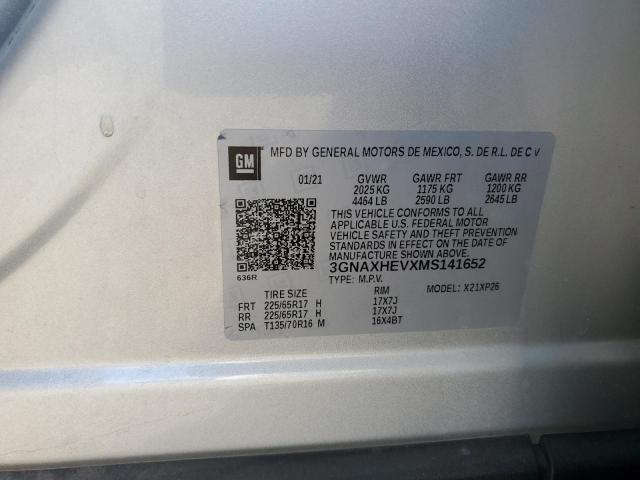 GM MFD BY GENERAL MOTORS DE MEXICO, S. DE R.L. DE C V
01/21 GVWR GAWR FRT GAWR RR
2025 KG 1175 KG 1200 KG
4464 LB 2590 LB 2645 LB
THIS VEHICLE CONFORMS TO ALL
APPLICABLE U.S. FEDERAL MOTOR
VEHICLE SAFETY AND THEFT
PREVENTION STANDARDS
IN EFFECT ON THE DATE OF
MANUFACTURE SHOWN ABOVE.
3GNAXHEVXMS141652
636R TYPE: M.P.V. MODEL: X21XP26
TIRE SIZE RIM
FRT 225/65R17 H 17X7J
RR 225/65R17 H 17X7J
SPA T135/70R16 M 16X4BT